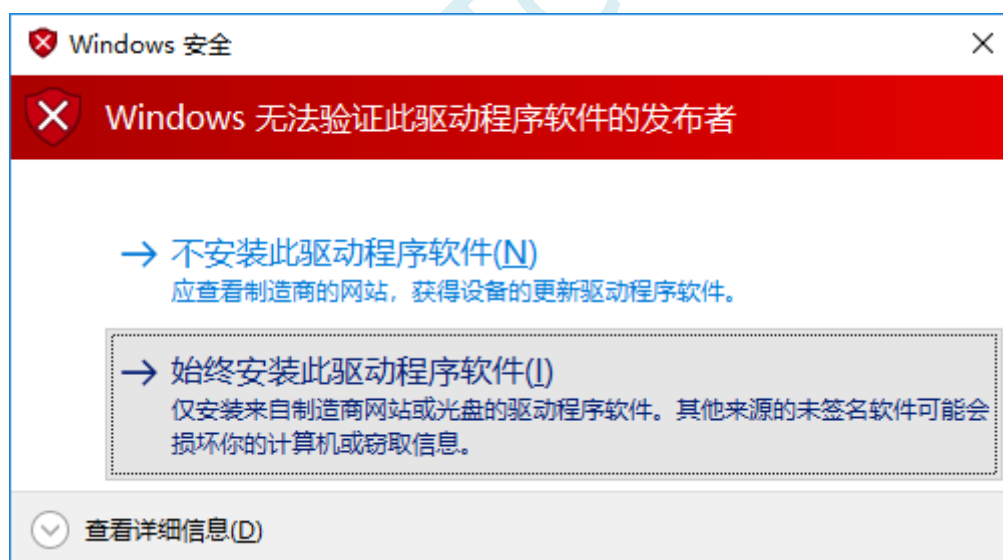 Windows 安全
Windows 无法验证此驱动程序软件的发布者
不安装此驱动程序软件(N)
应查看制造商的网站，获得设备的更新驱动程序软件。
始终安装此驱动程序软件(I)
仅安装来自制造商网站或光盘的驱动程序软件。其他来源的未签名软件可能会
损坏你的计算机或窃取信息。
查看详细信息(D)